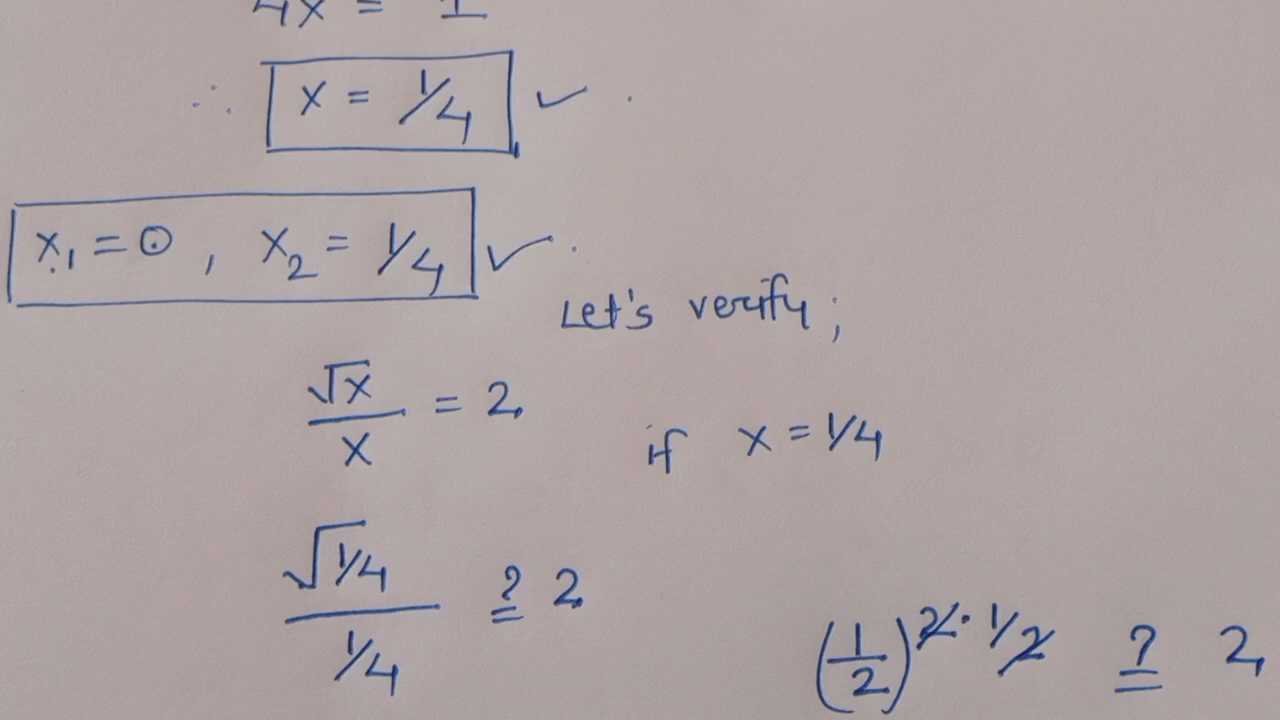 4x = 1
∴ x = 1/4 ✓.
x₁ = 0, x₂ = 1/4 ✓.
Let's verify;
√x/x = 2
if x = 1/4
√1/4 / 1/4 ≟ 2
(1/2)^2·1/2 ≟ 2